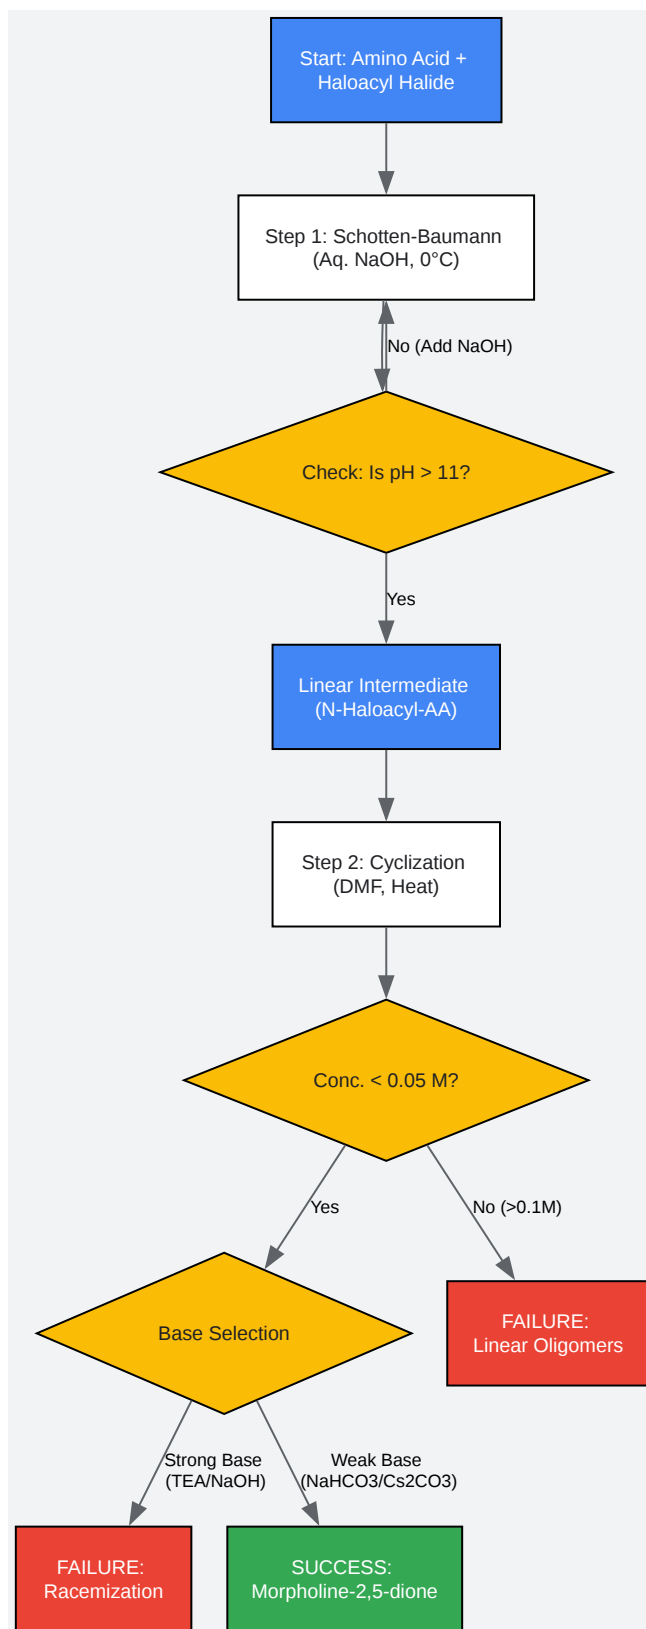 Start: Amino Acid +
Haloacyl Halide
Step 1: Schotten-Baumann
(Aq. NaOH, 0°C)
No (Add NaOH)
Check: Is pH > 11?
Yes
Linear Intermediate
(N-Haloacyl-AA)
Step 2: Cyclization
(DMF, Heat)
Conc. < 0.05 M?
Yes
No (>0.1M)
Base Selection
FAILURE:
Linear Oligomers
Strong Base
(TEA/NaOH)
Weak Base
(NaHCO3/Cs2CO3)
FAILURE:
Racemization
SUCCESS:
Morpholine-2,5-dione